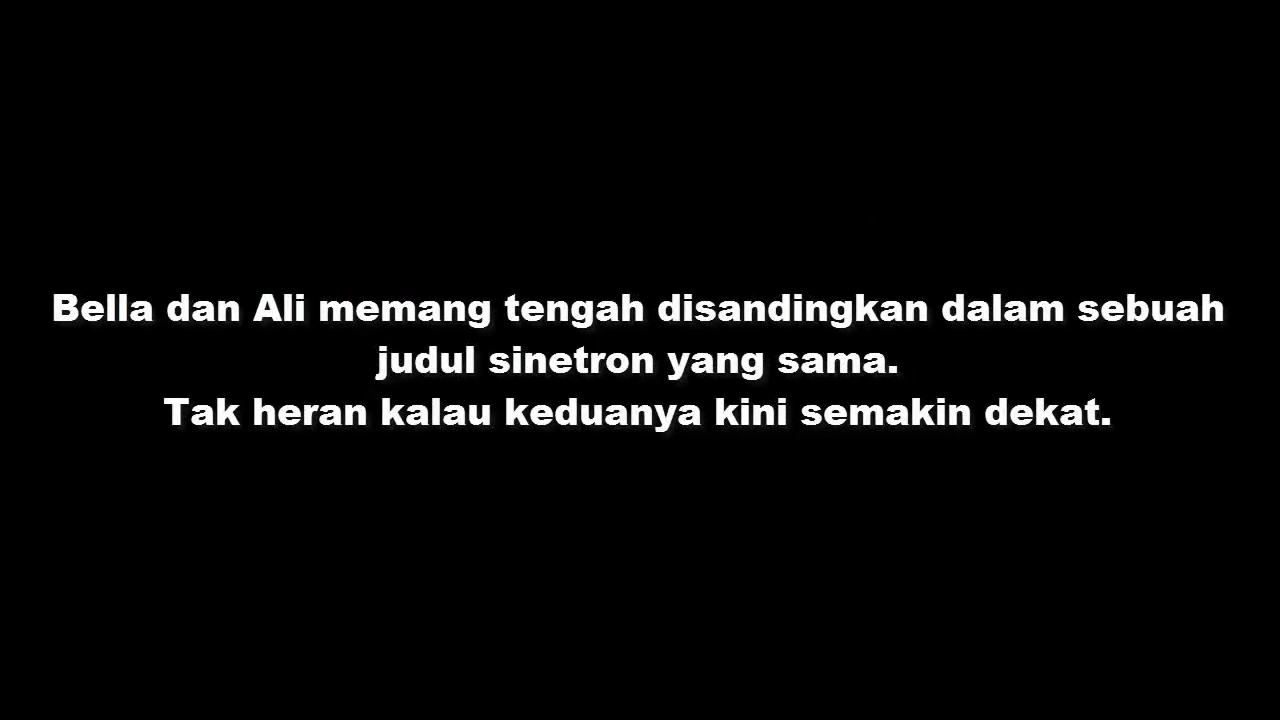 Bella dan Ali memang tengah disandingkan dalam sebuah
judul sinetron yang sama.
Tak heran kalau keduanya kini semakin dekat.